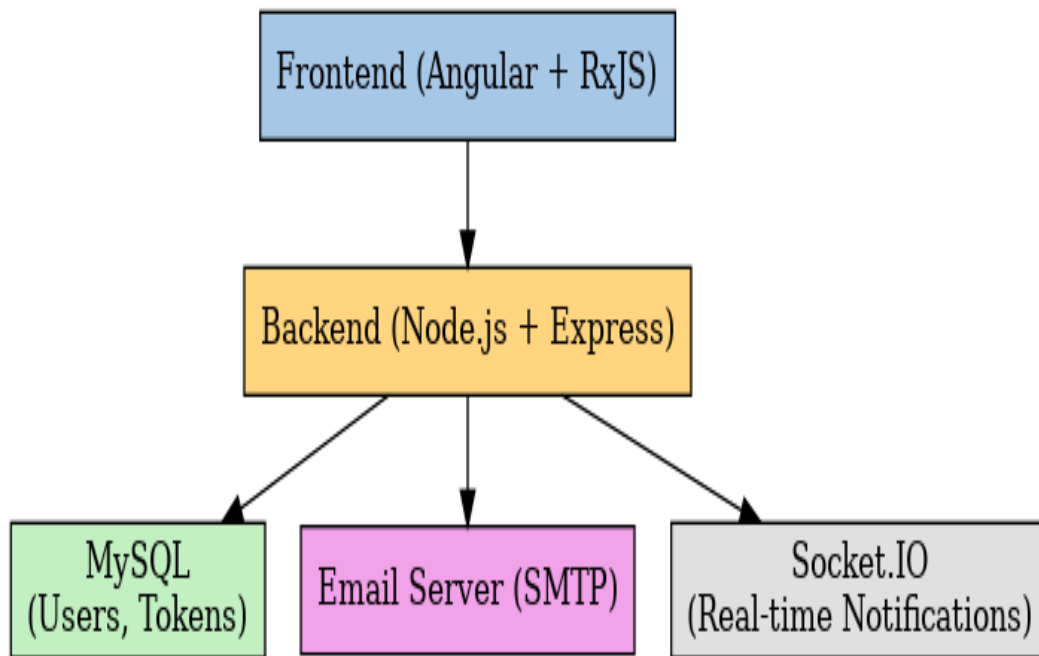 Frontend (Angular + RxJS)
Backend (Node.js + Express)
MySQL
(Users, Tokens)
Email Server (SMTP)
Socket.IO
(Real-time Notifications)